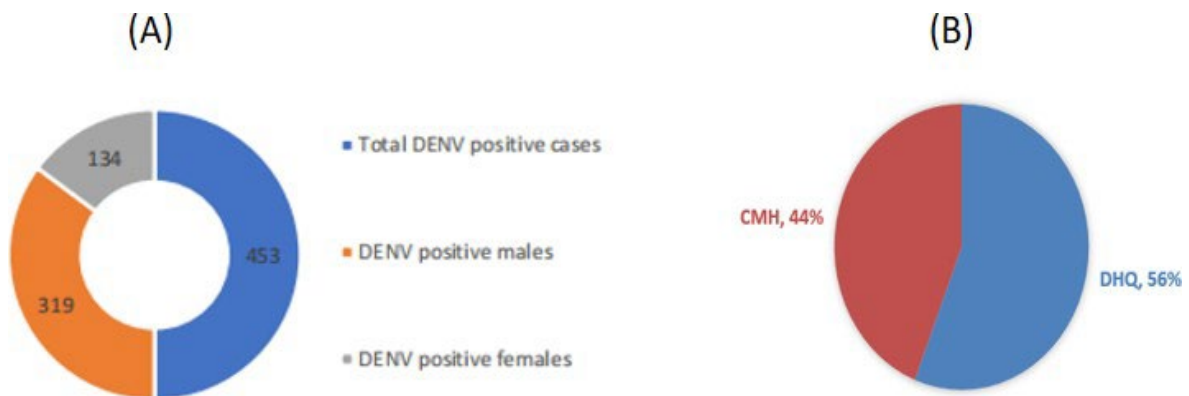 (A)
(B)
134
319
453
Total DENV positive cases
DENV positive males
DENV positive females
CMH, 44%
DHQ, 56%